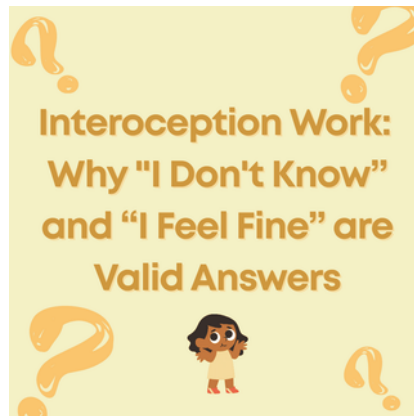 Interoception Work:
Why "I Don't Know”
and “I Feel Fine” are
Valid Answers